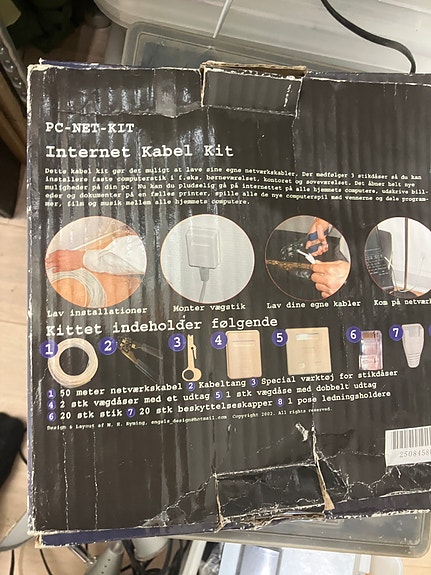 PC-NET-KIT
Internet Kabel Kit
Dette kabel kit gør det muligt at lave sine egne netværkskabler. Der medfølger 3 stikdåser så du kan
installere faste computerstik i f.eks. børneværelset, kontoret og soveværelset. Det åbner helt nye
muligheder på din pc. Nu kan du pludselig gå på internettet på alle hjemmets computere, udskrive bill-
eder og dokumenter på en fælles printer, spille alle de nye computerspil med vennerne og dele program-
mer, film og musik mellem alle hjemmets computere.
Lav installationer
Monter vægstik
Lav dine egne kabler
Kom på netværk
Kittet indeholder følgende
1 2 3 4 5 6 7
1 50 meter netværkskabel 2 Kabeltang 3 Special værktøj for stikdåser
4 2 stk vægdåser med et udtag 5 1 stk vægdåse med dobbelt udtag
6 20 stk stik 7 20 stk beskyttelseskapper 8 1 pose ledningsholdere
Design & Layout af M. H. Ryming, engels_design@hotmail.com Copyright 2002. All rights reserved.
2508458